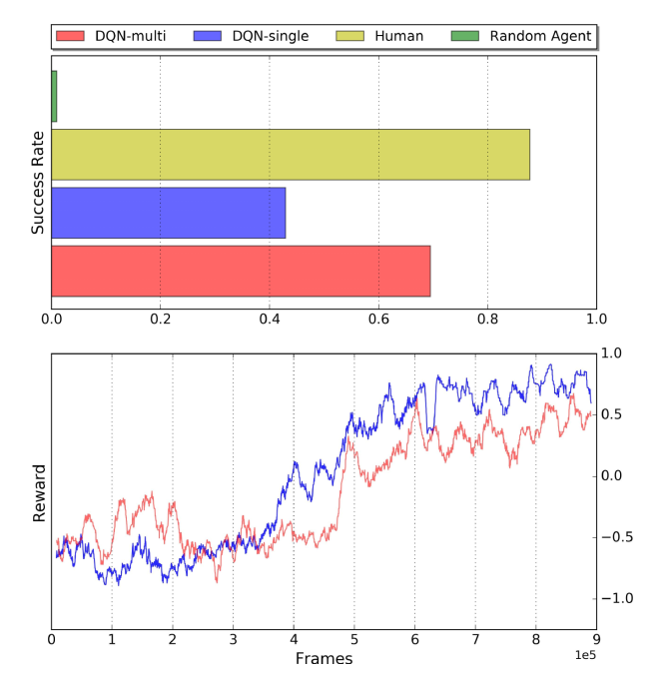 DQN-multi DQN-single Human Random Agent
Success Rate
0.0 0.2 0.4 0.6 0.8 1.0
1.0
0.5
0.0
−0.5
−1.0
Reward
0 1 2 3 4 5 6 7 8 9
1e5
Frames